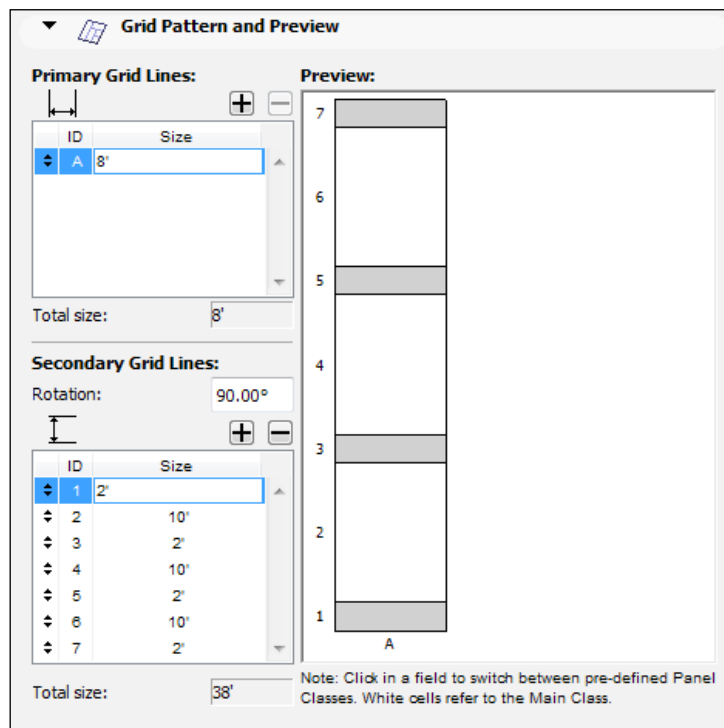 Grid Pattern and Preview
Primary Grid Lines:
ID Size
A 8'
Total size: 8'
Secondary Grid Lines:
Rotation: 90.00°
ID Size
1 2'
2 10'
3 2'
4 10'
5 2'
6 10'
7 2'
Total size: 38'
Preview:
7
6
5
4
3
2
1
A
Note: Click in a field to switch between pre-defined Panel
Classes. White cells refer to the Main Class.